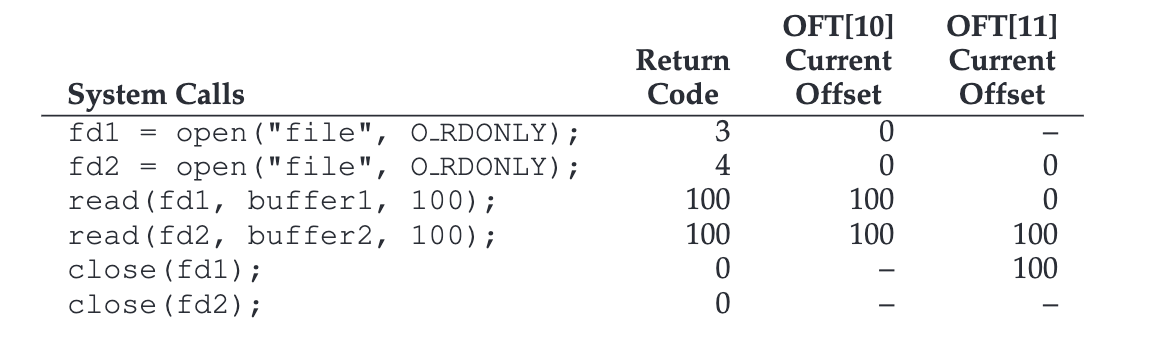 OFT[10] OFT[11]
Return Current Current
System Calls Code Offset Offset
fd1 = open("file", O_RDONLY); 3 0 –
fd2 = open("file", O_RDONLY); 4 0 0
read(fd1, buffer1, 100); 100 100 0
read(fd2, buffer2, 100); 100 100 100
close(fd1); 0 – 100
close(fd2); 0 – –